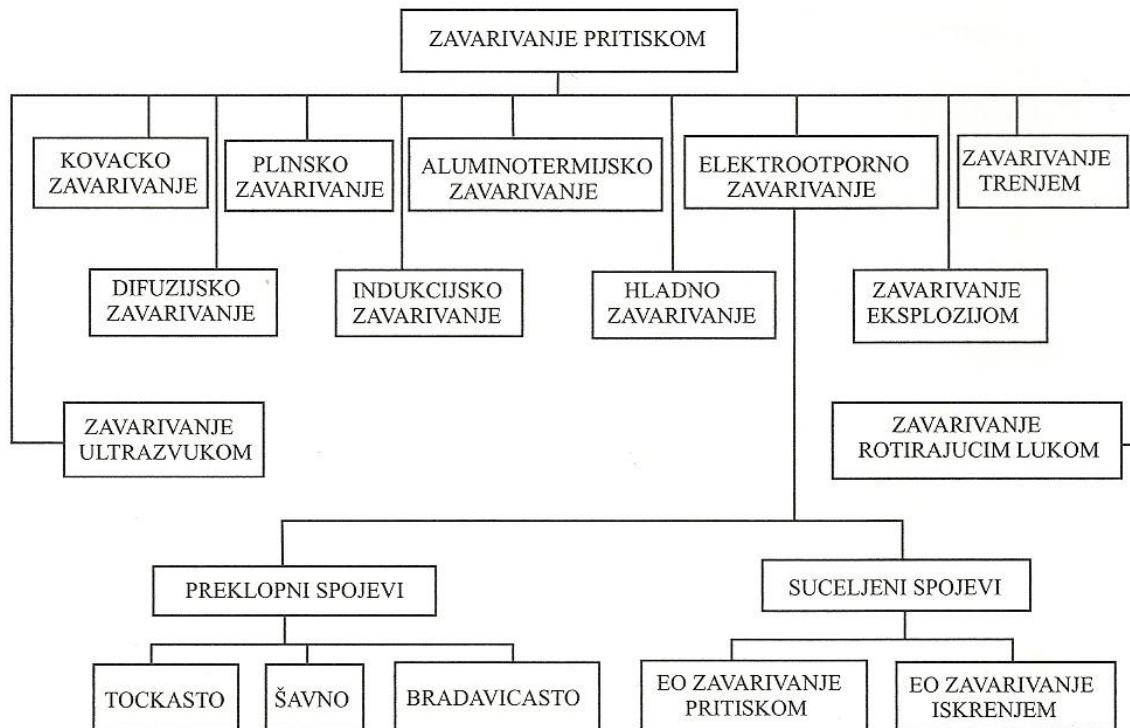 ZAVARIVANJE PRITISKOM
KOVACKO
ZAVARIVANJE
PLINSKO
ZAVARIVANJE
ALUMINOTERMIJSKO
ZAVARIVANJE
ELEKTROOTPORNO
ZAVARIVANJE
ZAVARIVANJE
TRENJEM
DIFUZIJSKO
ZAVARIVANJE
INDUKCIJSKO
ZAVARIVANJE
HLADNO
ZAVARIVANJE
ZAVARIVANJE
EKSPLOZIJOM
ZAVARIVANJE
ULTRAZVUKOM
ZAVARIVANJE
ROTIRAJUCIM LUKOM
PREKLOPNI SPOJEVI
SUCELJENI SPOJEVI
TOCKASTO
ŠAVNO
BRADAVICASTO
EO ZAVARIVANJE
PRITISKOM
EO ZAVARIVANJE
ISKRENJEM